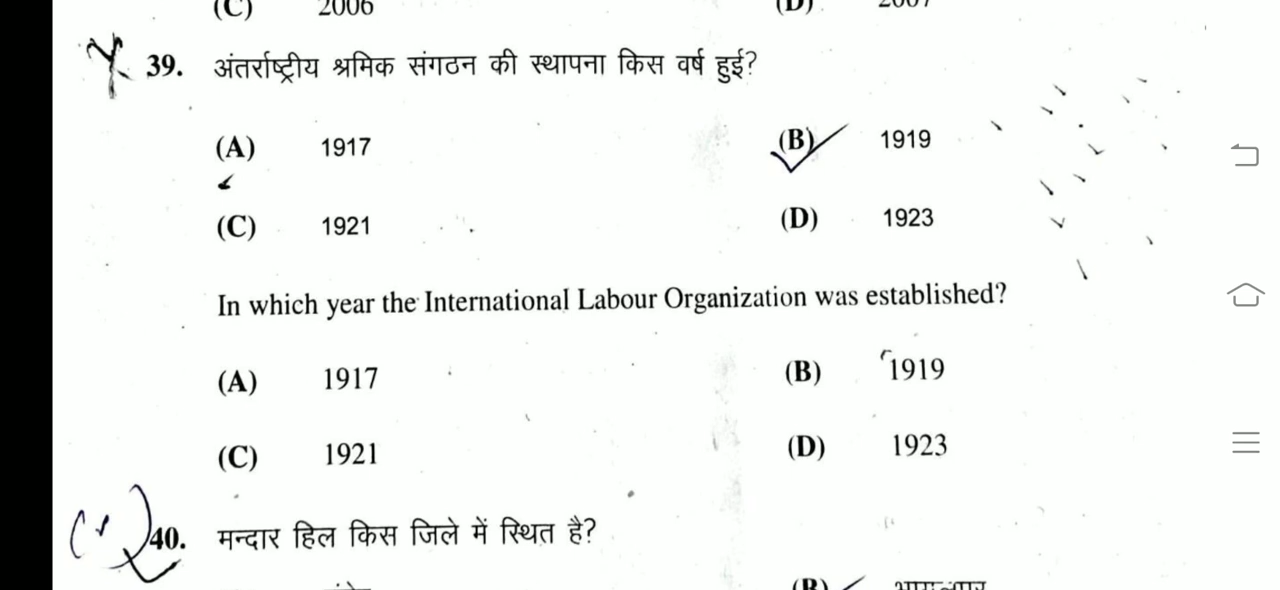 (C) 2006 (D)
39. अंतर्राष्ट्रीय श्रमिक संगठन की स्थापना किस वर्ष हुई?
(A) 1917 (B) 1919
(C) 1921 (D) 1923
In which year the International Labour Organization was established?
(A) 1917 (B) 1919
(C) 1921 (D) 1923
40. मन्दार हिल किस जिले में स्थित है?
(B)